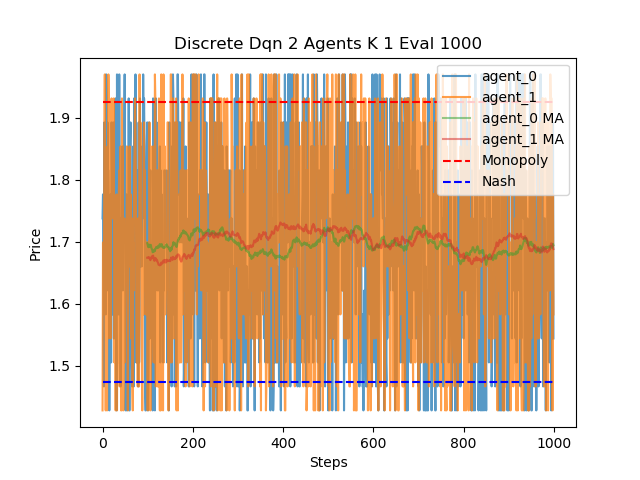 Discrete Dqn 2 Agents K 1 Eval 1000
agent_0
agent_1
agent_0 MA
agent_1 MA
Monopoly
Nash
1.9
1.8
1.7
1.6
1.5
Price
0
200
400
600
800
1000
Steps